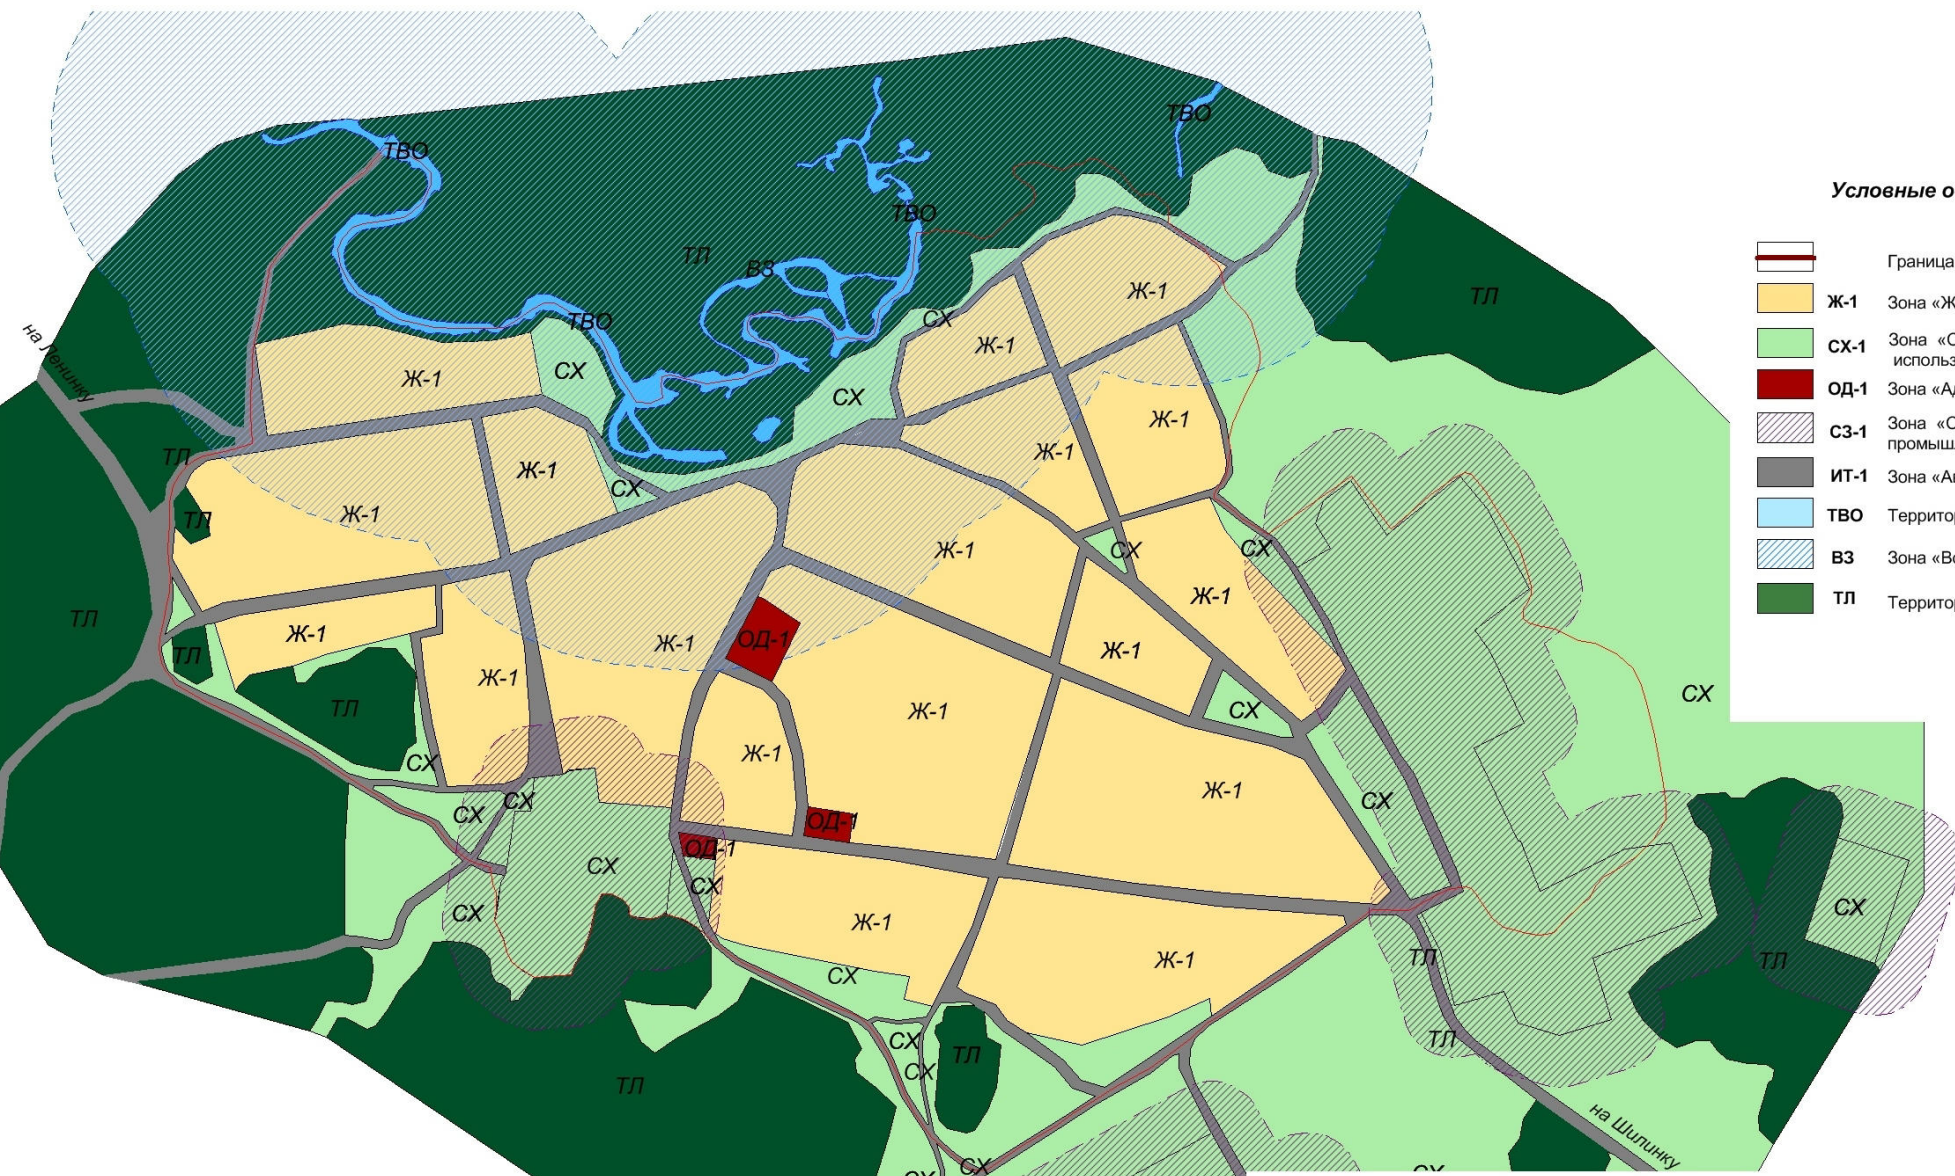 ТВО
ТВО
Условные о
ТВО
ТЛ
ВЗ
Граница
Ж-1
ТЛ
Ж-1 Зона «Ж
на Ленинку
ТВО
СХ
Ж-1
СХ-1 Зона «С
использ
Ж-1
СХ
СХ
ОД-1 Зона «Ад
Ж-1
СЗ-1 Зона «С
промыш
Ж-1
ТЛ
Ж-1
ИТ-1 Зона «Ав
СХ
Ж-1
ТЛ
ТВО Территор
Ж-1
СХ
СХ
ВЗ Зона «Во
Ж-1
ТЛ Территор
ТЛ
Ж-1
Ж-1
ОД-1
Ж-1
ТЛ
Ж-1
СХ
ТЛ
Ж-1
СХ
Ж-1
СХ
Ж-1
СХ
СХ
СХ
ОД-1
ОД-1
СХ
СХ
СХ
СХ
Ж-1
ТЛ
Ж-1
ТЛ
СХ
СХ
ТЛ
ТЛ
СХ
ТЛ
на Шилинку
СХ
СХ
СХ